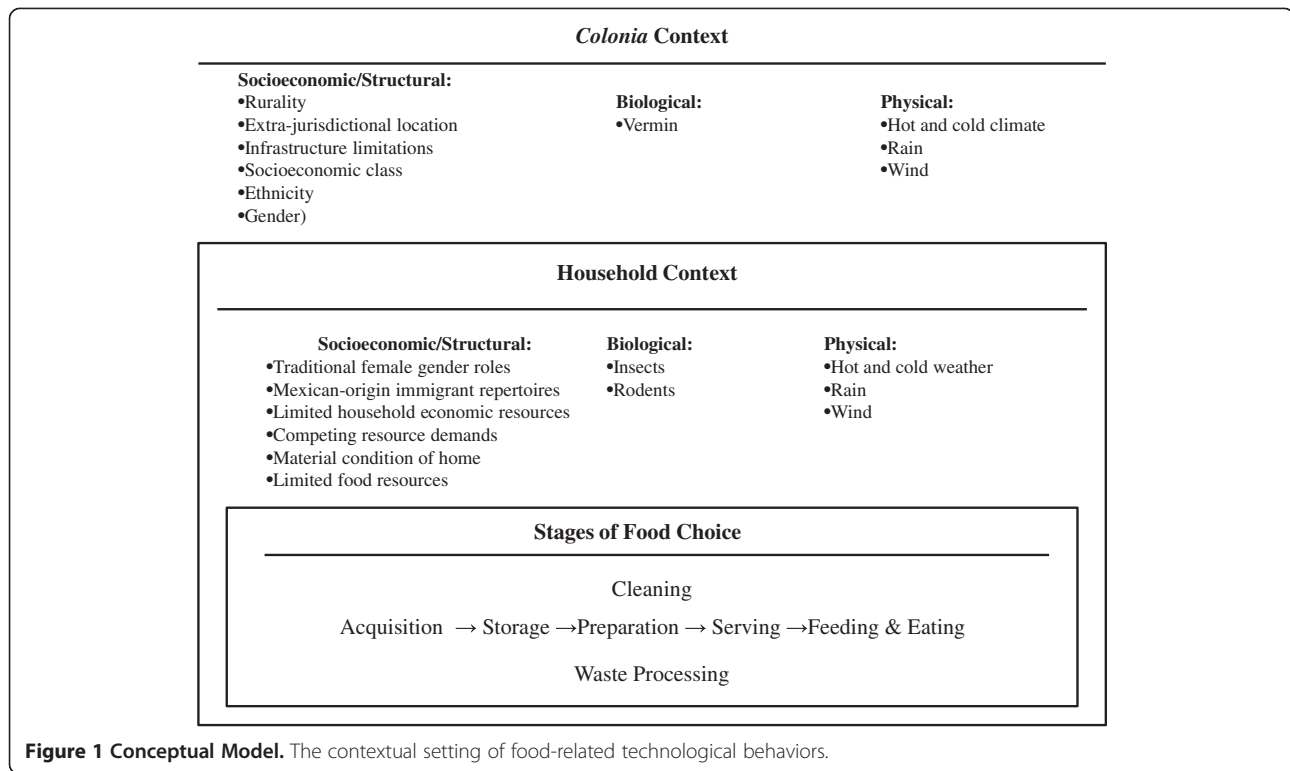 Colonia Context
Socioeconomic/Structural:
•Rurality
•Extra-jurisdictional location
•Infrastructure limitations
•Socioeconomic class
•Ethnicity
•Gender)
Biological:
•Vermin
Physical:
•Hot and cold climate
•Rain
•Wind
Household Context
Socioeconomic/Structural:
•Traditional female gender roles
•Mexican-origin immigrant repertoires
•Limited household economic resources
•Competing resource demands
•Material condition of home
•Limited food resources
Biological:
•Insects
•Rodents
Physical:
•Hot and cold weather
•Rain
•Wind
Stages of Food Choice
Cleaning
Acquisition → Storage →Preparation → Serving →Feeding & Eating
Waste Processing
Figure 1 Conceptual Model. The contextual setting of food-related technological behaviors.